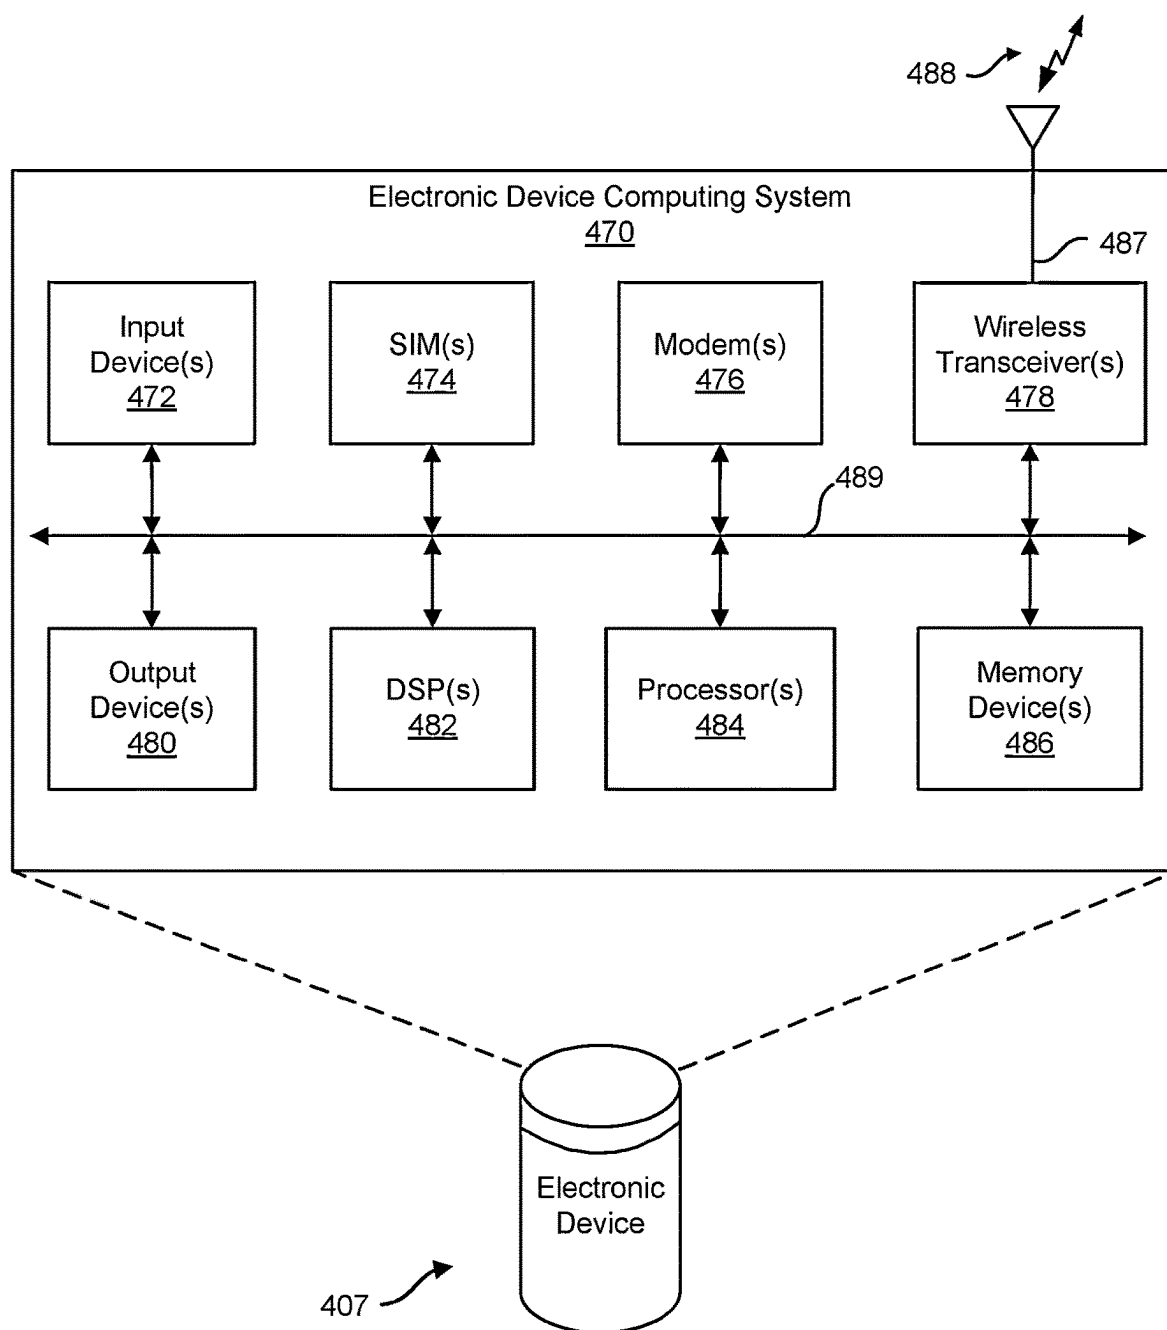 488
Electronic Device Computing System
470
487
Input
Device(s)
472
SIM(s)
474
Modem(s)
476
Wireless
Transceiver(s)
478
489
Output
Device(s)
480
DSP(s)
482
Processor(s)
484
Memory
Device(s)
486
Electronic
Device
407